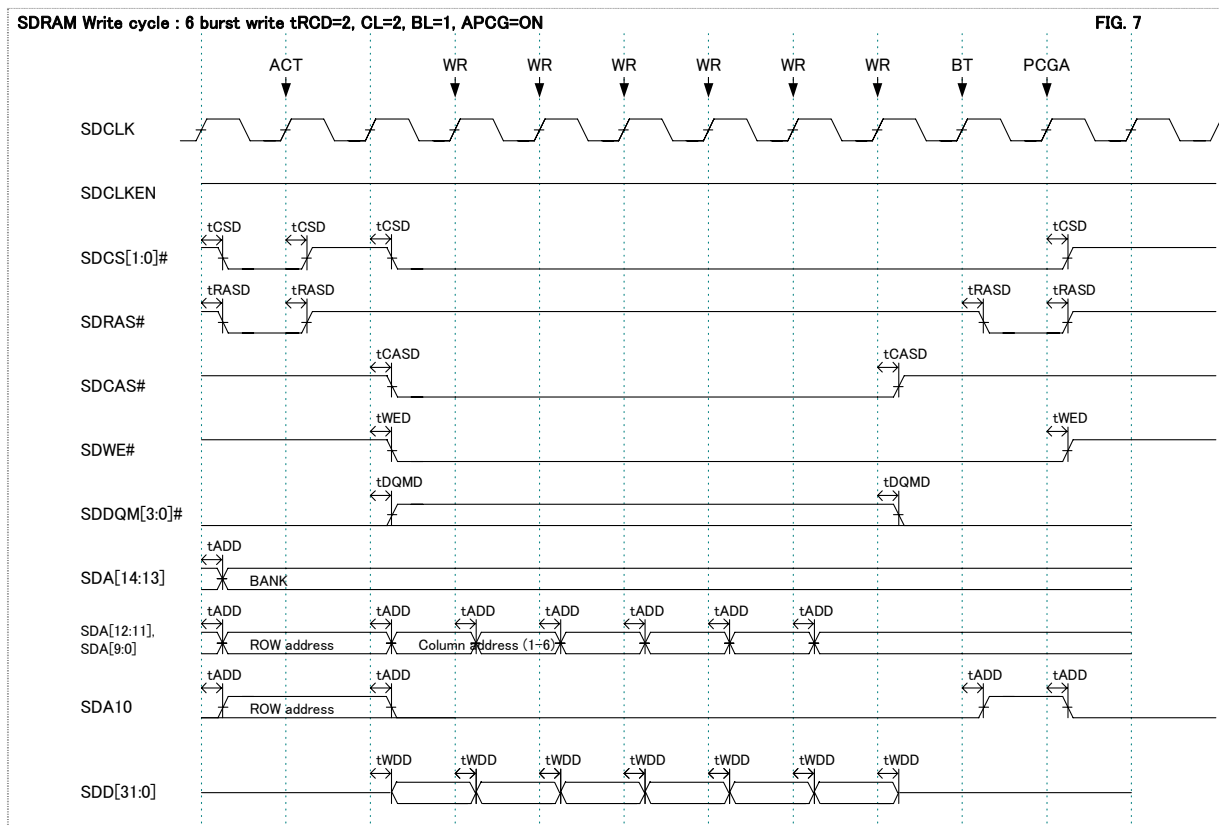 SDRAM Write cycle : 6 burst write tRCD=2, CL=2, BL=1, APCG=ON FIG. 7
ACT WR WR WR WR WR WR BT PCGA
SDCLK
SDCLKEN
tCSD tCSD tCSD tCSD
SDCS[1:0]#
tRASD tRASD tRASD tRASD
SDRAS#
tCASD tCASD
SDCAS#
tWED tWED
SDWE#
tDQMD tDQMD
SDDQM[3:0]#
tADD
SDA[14:13] BANK
tADD tADD tADD tADD tADD tADD tADD
SDA[12:11],
SDA[9:0] ROW address Column address (1-6)
tADD tADD tADD tADD
SDA10 ROW address
tWDD tWDD tWDD tWDD tWDD tWDD tWDD
SDD[31:0]